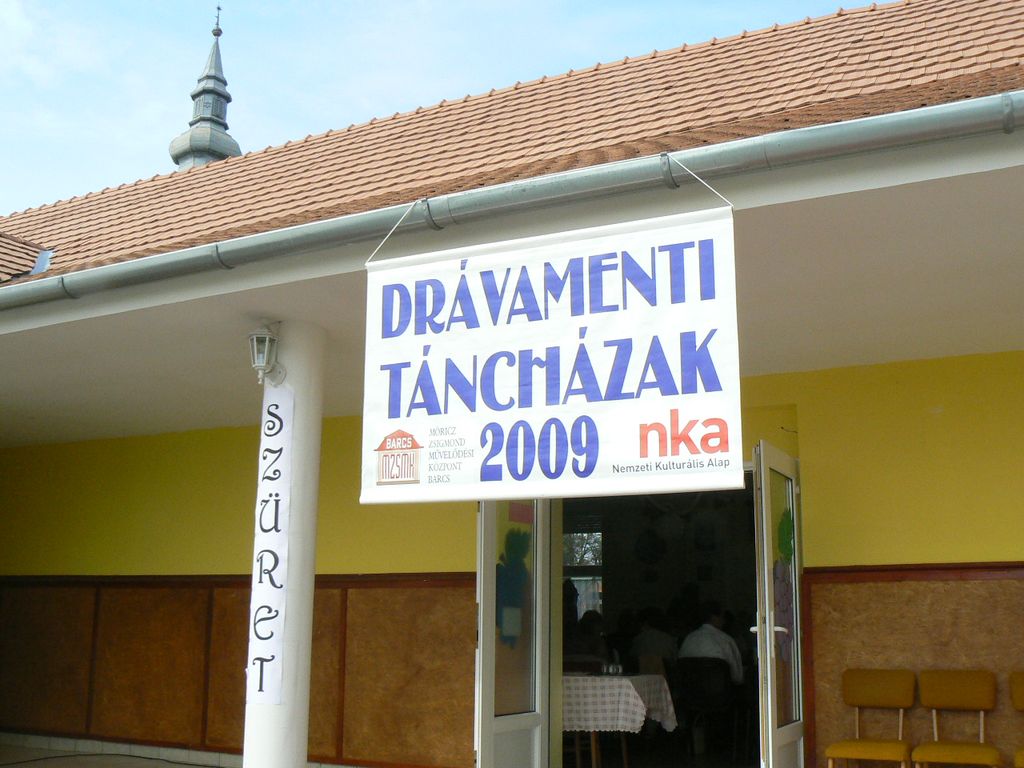 DRÁVAMENTI
TÁNCHÁZAK
2009
BARCS
MZSMK
MÓRICZ
ZSIGMOND
MŰVELŐDÉSI
KÖZPONT
BARCS
nka
Nemzeti Kulturális Alap
SZÜRET